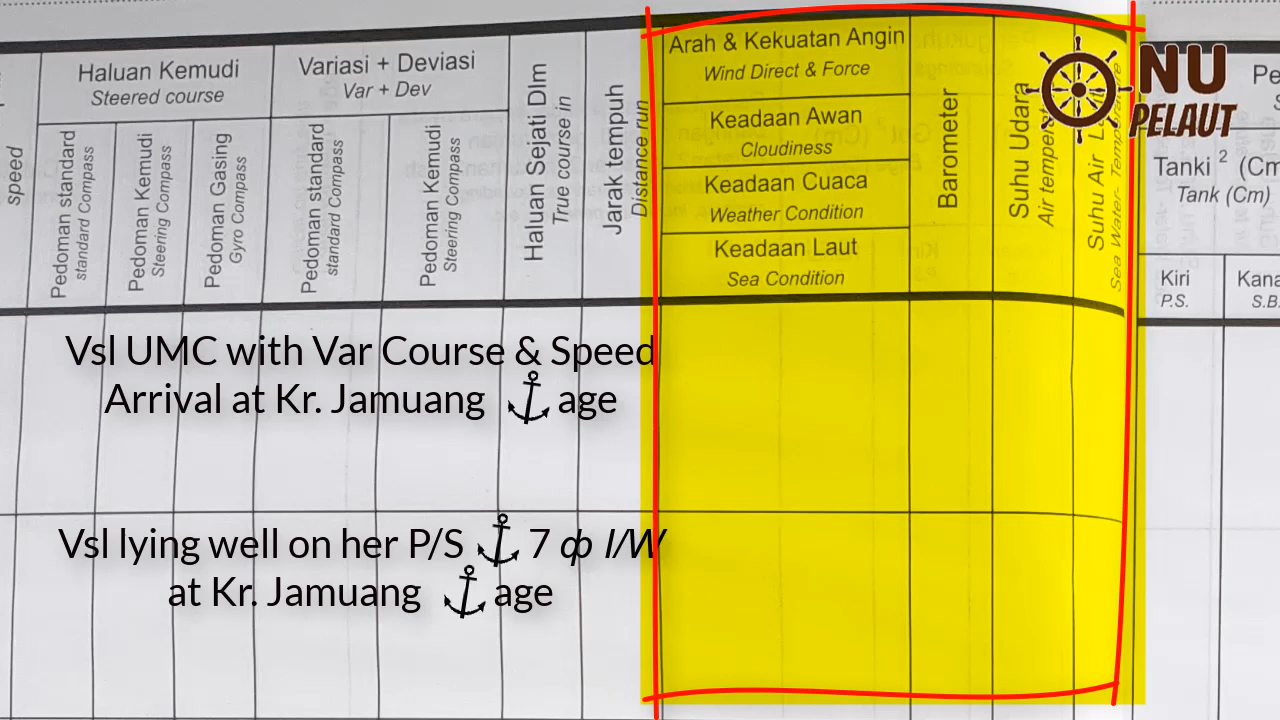 speed
Haluan Kemudi
Steered course
Pedoman standard
standard Compass
Pedoman Kemudi
Steering Compass
Pedoman Gasing
Gyro Compass
Variasi + Deviasi
Var + Dev
Pedoman standard
standard Compass
Pedoman Kemudi
Steering Compass
Haluan Sejati Dlm
True course in
Jarak tempuh
Distance run
Arah & Kekuatan Angin
Wind Direct & Force
Keadaan Awan
Cloudiness
Keadaan Cuaca
Weather Condition
Keadaan Laut
Sea Condition
Barometer
Suhu Udara
Air temper
Suhu Air
Sea Water- Temperature
NU
PELAUT
Pe
Tanki ² (Cm
Tank (Cm)
Kiri
P.S.
Kana
S.B.
Vsl UMC with Var Course & Speed
Arrival at Kr. Jamuang ⚓ age
Vsl lying well on her P/S ⚓ 7 ф I/W
at Kr. Jamuang ⚓ age